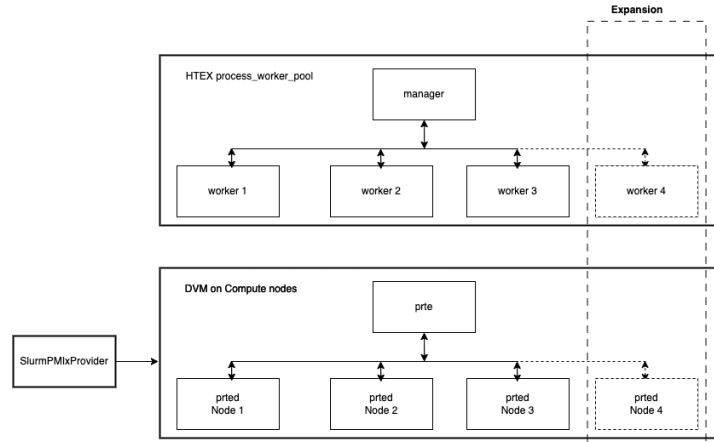 Expansion
HTEX process_worker_pool
manager
worker 1
worker 2
worker 3
worker 4
DVM on Compute nodes
prte
SlurmPMIxProvider
prted
Node 1
prted
Node 2
prted
Node 3
prted
Node 4